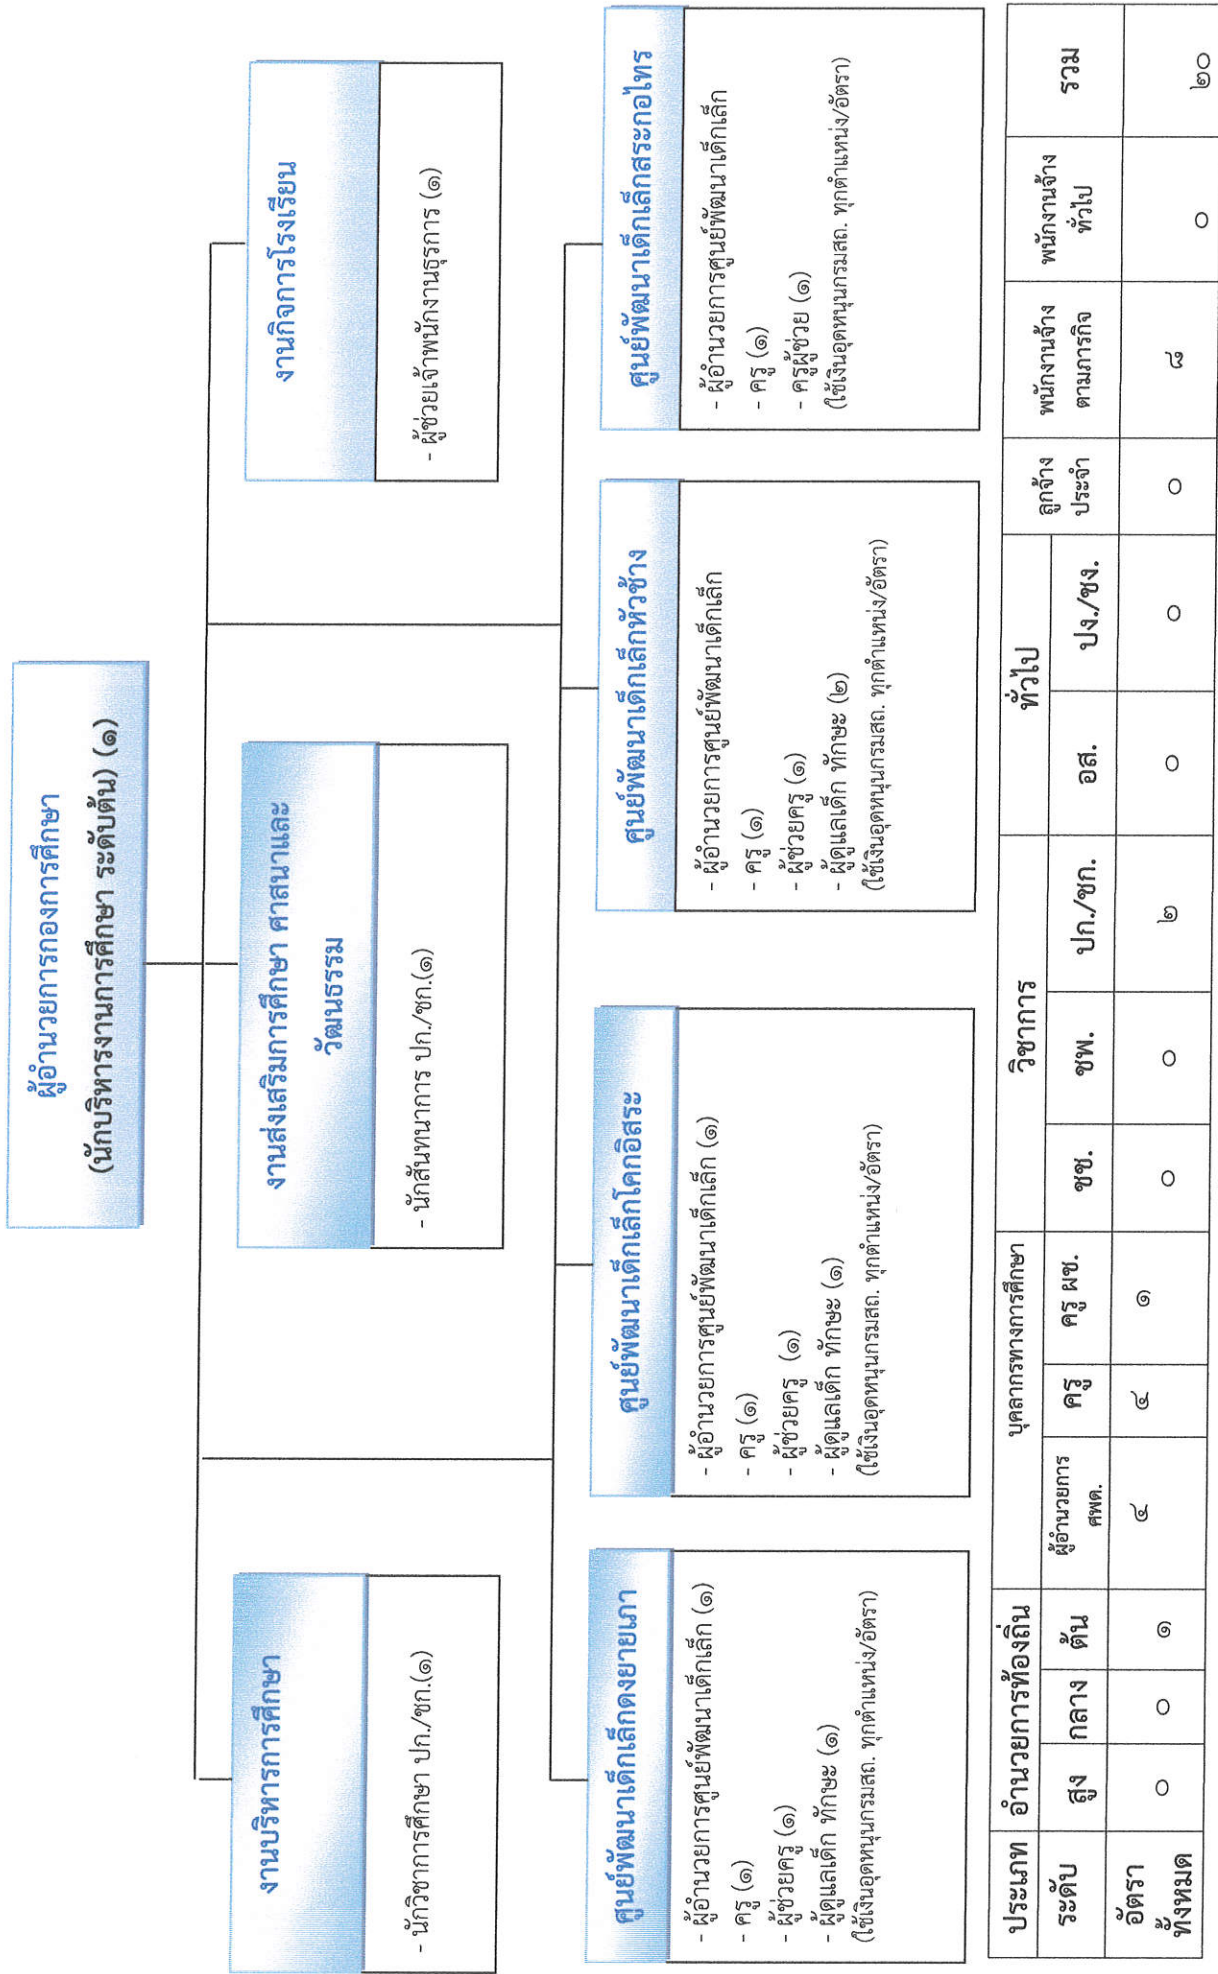 ผู้อำนวยการกองการศึกษา
(นักบริหารงานการศึกษา ระดับต้น) (๑)
งานบริหารการศึกษา
- นักวิชาการศึกษา ปก./ชก.(๑)
งานส่งเสริมการศึกษา ศาสนาและ
วัฒนธรรม
- นักสันทนาการ ปก./ชก.(๑)
งานกิจการโรงเรียน
- ผู้ช่วยเจ้าพนักงานธุรการ (๑)
ศูนย์พัฒนาเด็กเล็กดงยายเภา
- ผู้อำนวยการศูนย์พัฒนาเด็กเล็ก (๑)
- ครู (๑)
- ผู้ช่วยครู (๑)
- ผู้ดูแลเด็ก ทักษะ (๑)
(ใช้เงินอุดหนุนกรมสถ. ทุกตำแหน่ง/อัตรา)
ศูนย์พัฒนาเด็กเล็กโคกอิสระ
- ผู้อำนวยการศูนย์พัฒนาเด็กเล็ก (๑)
- ครู (๑)
- ผู้ช่วยครู (๑)
- ผู้ดูแลเด็ก ทักษะ (๑)
(ใช้เงินอุดหนุนกรมสถ. ทุกตำแหน่ง/อัตรา)
ศูนย์พัฒนาเด็กเล็กหัวช้าง
- ผู้อำนวยการศูนย์พัฒนาเด็กเล็ก
- ครู (๑)
- ผู้ช่วยครู (๑)
- ผู้ดูแลเด็ก ทักษะ (๒)
(ใช้เงินอุดหนุนกรมสถ. ทุกตำแหน่ง/อัตรา)
ศูนย์พัฒนาเด็กเล็กสระกอไทร
- ผู้อำนวยการศูนย์พัฒนาเด็กเล็ก
- ครู (๑)
- ครูผู้ช่วย (๑)
(ใช้เงินอุดหนุนกรมสถ. ทุกตำแหน่ง/อัตรา)
ประเภท อำนวยการท้องถิ่น บุคลากรทางการศึกษา วิชาการ ทั่วไป ลูกจ้างประจำ พนักงานจ้างตามภารกิจ พนักงานจ้างทั่วไป รวม
ระดับ สูง กลาง ต้น ผู้อำนวยการ ศพด. ครู ครู ผช. ชช. ชพ. ปก./ชก. อส. ปง./ชง.
อัตราทั้งหมด ๐ ๐ ๑ ๔ ๔ ๑ ๐ ๐ ๒ ๐ ๐ ๐ ๘ ๐ ๒๐